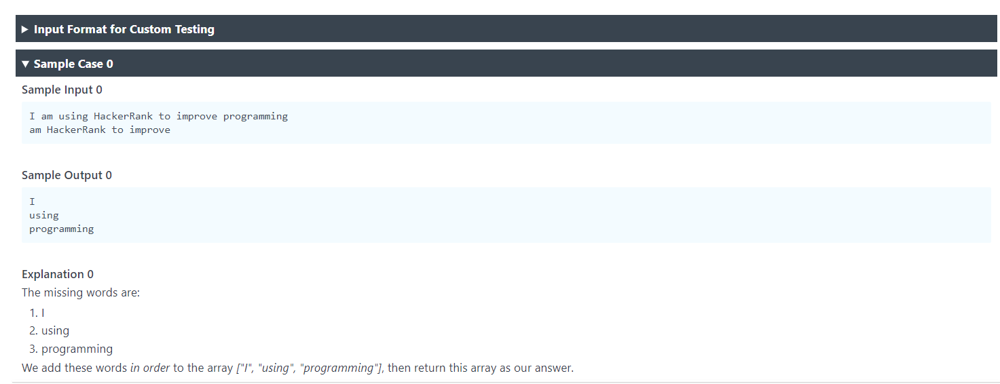 Input Format for Custom Testing
Sample Case 0
Sample Input 0
I am using HackerRank to improve programming
am HackerRank to improve
Sample Output 0
I
using
programming
Explanation 0
The missing words are:
1. I
2. using
3. programming
We add these words in order to the array ["I", "using", "programming"], then return this array as our answer.